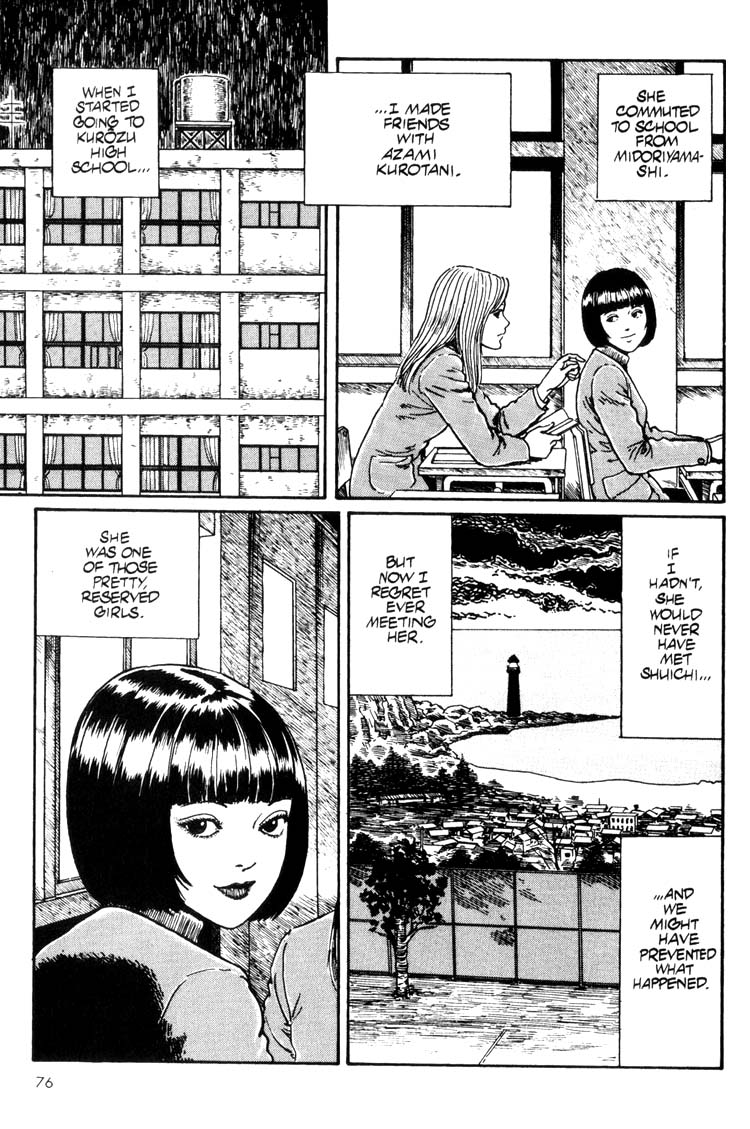 WHEN I
STARTED
GOING TO
KURŌZU
HIGH
SCHOOL...
...I MADE
FRIENDS
WITH
AZAMI
KUROTANI.
SHE
COMMUTED
TO SCHOOL
FROM
MIDORIYAMA-
SHI.
SHE
WAS ONE
OF THOSE
PRETTY,
RESERVED
GIRLS.
BUT
NOW I
REGRET
EVER
MEETING
HER.
IF
I
HADN'T,
SHE
WOULD
NEVER
HAVE
MET
SHUICHI...
...AND
WE
MIGHT
HAVE
PREVENTED
WHAT
HAPPENED.
76